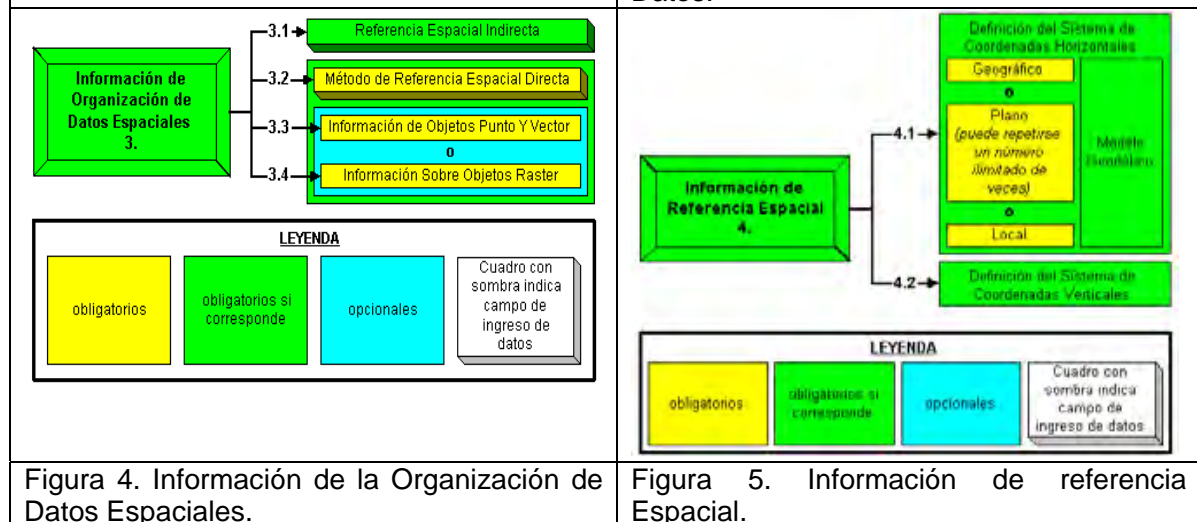 Datos.
3.1
Referencia Espacial Indirecta
Información de
Organización de
Datos Espaciales
3.
3.2
Método de Referencia Espacial Directa
3.3
Información de Objetos Punto Y Vector
o
3.4
Información Sobre Objetos Raster
LEYENDA
obligatorios
obligatorios si
corresponde
opcionales
Cuadro con
sombra indica
campo de
ingreso de
datos
Figura 4. Información de la Organización de
Datos Espaciales.
Definición del Sistema de
Coordenadas Horizontales
Geográfico
o
Plano
(puede repetirse
un número
ilimitado de
veces)
o
Local
Modelo
4.1
Información de
Referencia Espacial
4.
4.2
Definición del Sistema de
Coordenadas Verticales
LEYENDA
obligatorios
obligatorios si
corresponde
opcionales
Cuadro con
sombra indica
campo de
ingreso de datos
Figura 5. Información de referencia
Espacial.